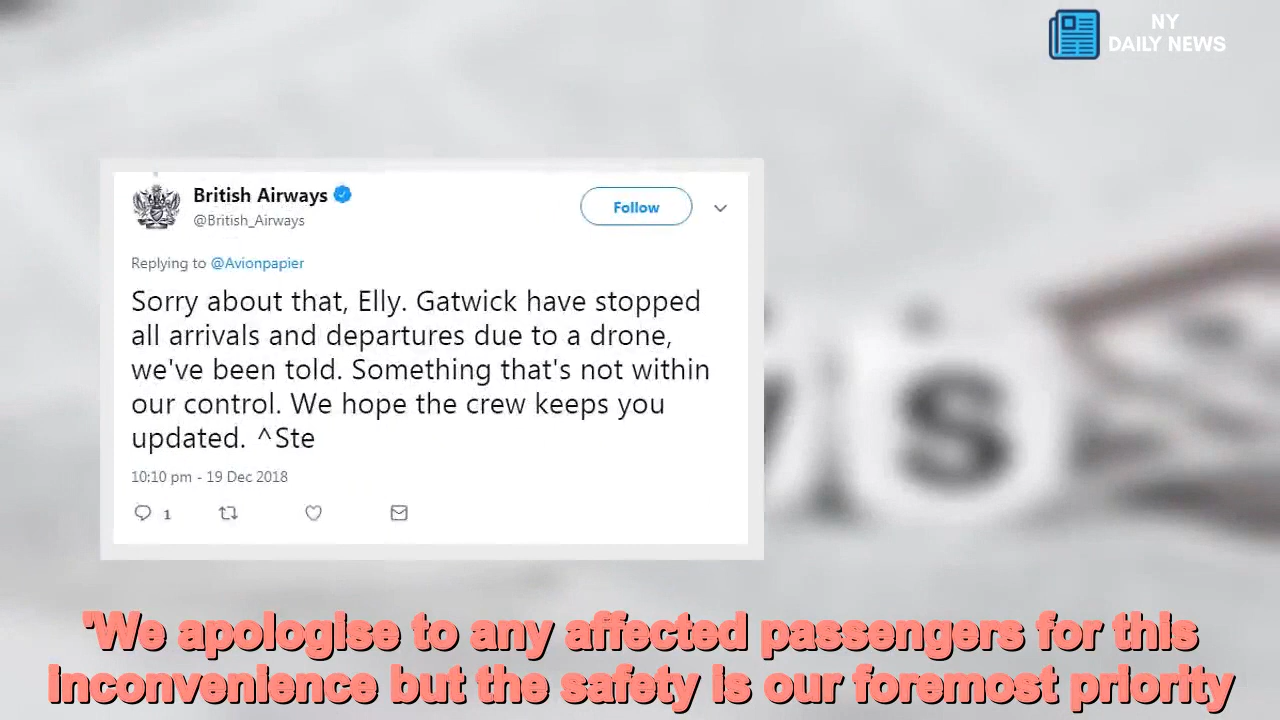 NY
DAILY NEWS
British Airways
@British_Airways
Follow
Replying to @Avionpapier
Sorry about that, Elly. Gatwick have stopped
all arrivals and departures due to a drone,
we've been told. Something that's not within
our control. We hope the crew keeps you
updated. ^Ste
10:10 pm - 19 Dec 2018
1
s
'We apologise to any affected passengers for this
inconvenience but the safety is our foremost priority